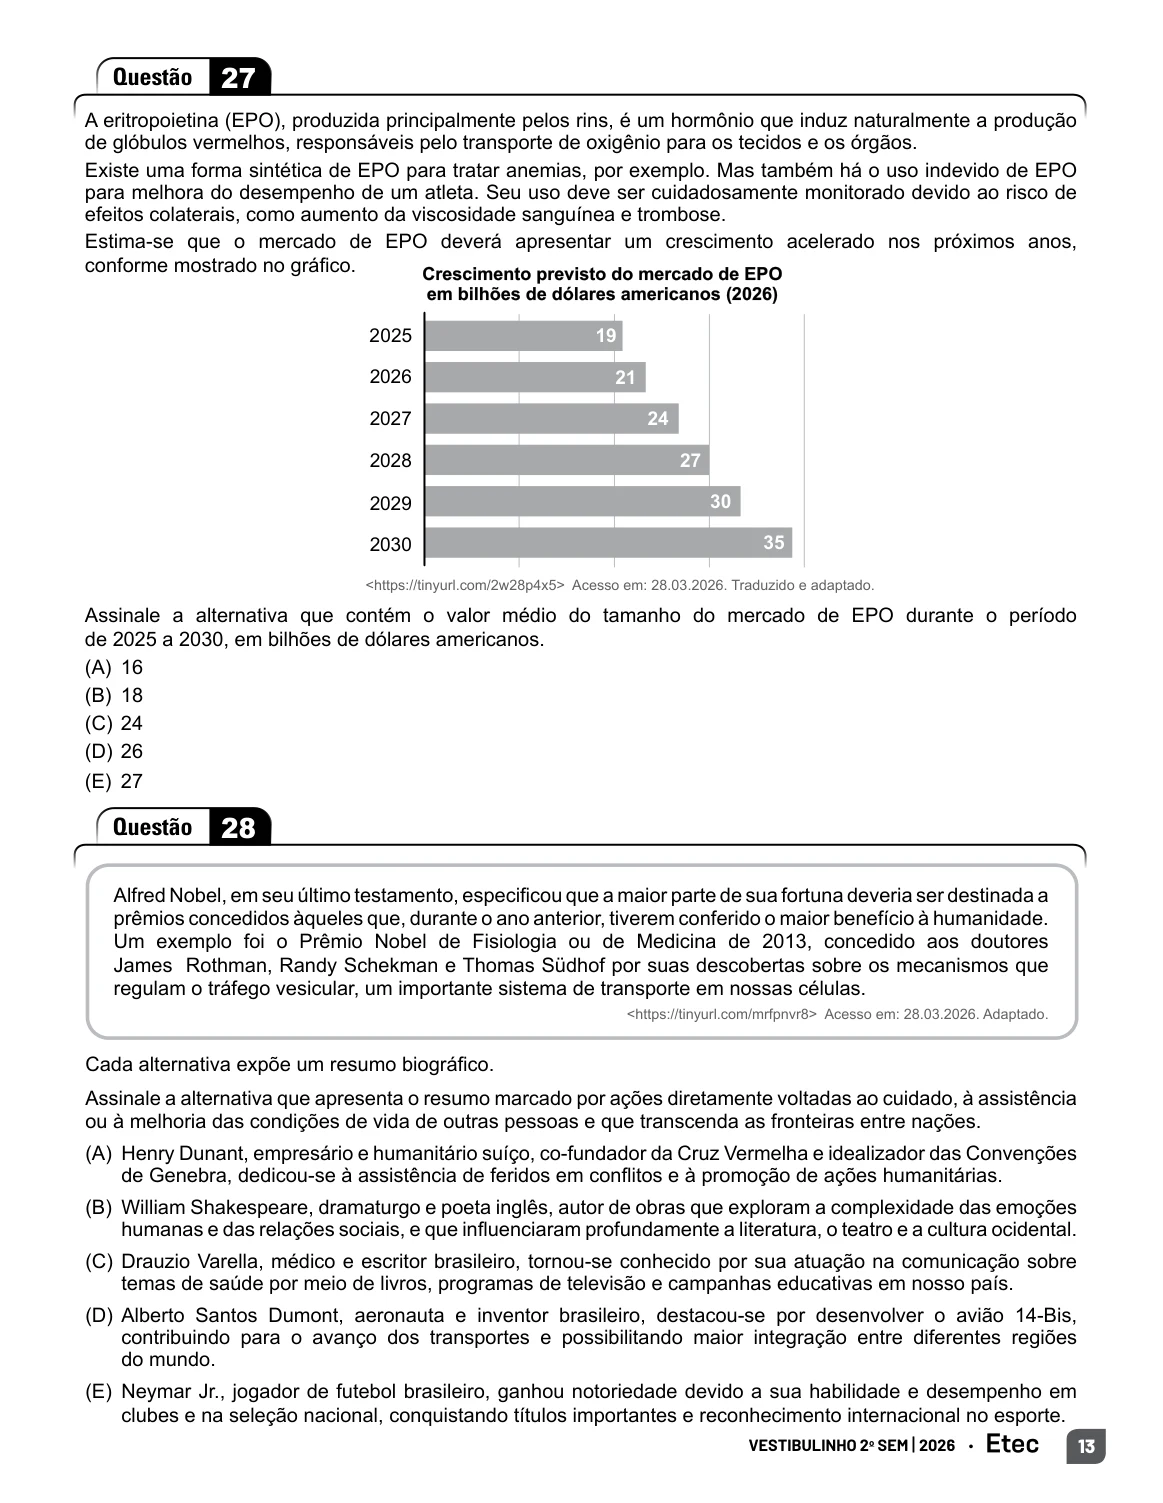 Questão 27
A eritropoietina (EPO), produzida principalmente pelos rins, é um hormônio que induz naturalmente a produção
de glóbulos vermelhos, responsáveis pelo transporte de oxigênio para os tecidos e os órgãos.
Existe uma forma sintética de EPO para tratar anemias, por exemplo. Mas também há o uso indevido de EPO
para melhora do desempenho de um atleta. Seu uso deve ser cuidadosamente monitorado devido ao risco de
efeitos colaterais, como aumento da viscosidade sanguínea e trombose.
Estima-se que o mercado de EPO deverá apresentar um crescimento acelerado nos próximos anos,
conforme mostrado no gráfico.
Crescimento previsto do mercado de EPO
em bilhões de dólares americanos (2026)
2025 19
2026 21
2027 24
2028 27
2029 30
2030 35
<https://tinyurl.com/2w28p4x5> Acesso em: 28.03.2026. Traduzido e adaptado.
Assinale a alternativa que contém o valor médio do tamanho do mercado de EPO durante o período
de 2025 a 2030, em bilhões de dólares americanos.
(A) 16
(B) 18
(C) 24
(D) 26
(E) 27
Questão 28
Alfred Nobel, em seu último testamento, especificou que a maior parte de sua fortuna deveria ser destinada a
prêmios concedidos àqueles que, durante o ano anterior, tiverem conferido o maior benefício à humanidade.
Um exemplo foi o Prêmio Nobel de Fisiologia ou de Medicina de 2013, concedido aos doutores
James Rothman, Randy Schekman e Thomas Südhof por suas descobertas sobre os mecanismos que
regulam o tráfego vesicular, um importante sistema de transporte em nossas células.
<https://tinyurl.com/mrfpnvr8> Acesso em: 28.03.2026. Adaptado.
Cada alternativa expõe um resumo biográfico.
Assinale a alternativa que apresenta o resumo marcado por ações diretamente voltadas ao cuidado, à assistência
ou à melhoria das condições de vida de outras pessoas e que transcenda as fronteiras entre nações.
(A) Henry Dunant, empresário e humanitário suíço, co-fundador da Cruz Vermelha e idealizador das Convenções
de Genebra, dedicou-se à assistência de feridos em conflitos e à promoção de ações humanitárias.
(B) William Shakespeare, dramaturgo e poeta inglês, autor de obras que exploram a complexidade das emoções
humanas e das relações sociais, e que influenciaram profundamente a literatura, o teatro e a cultura ocidental.
(C) Drauzio Varella, médico e escritor brasileiro, tornou-se conhecido por sua atuação na comunicação sobre
temas de saúde por meio de livros, programas de televisão e campanhas educativas em nosso país.
(D) Alberto Santos Dumont, aeronauta e inventor brasileiro, destacou-se por desenvolver o avião 14-Bis,
contribuindo para o avanço dos transportes e possibilitando maior integração entre diferentes regiões
do mundo.
(E) Neymar Jr., jogador de futebol brasileiro, ganhou notoriedade devido a sua habilidade e desempenho em
clubes e na seleção nacional, conquistando títulos importantes e reconhecimento internacional no esporte.
VESTIBULINHO 2º SEM | 2026 • Etec 13